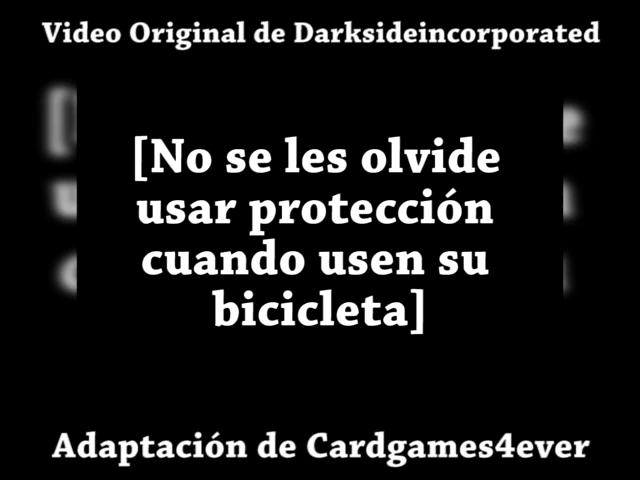 Video Original de Darksideincorporated
[No se les olvide
usar protección
cuando usen su
bicicleta]
Adaptación de Cardgames4ever